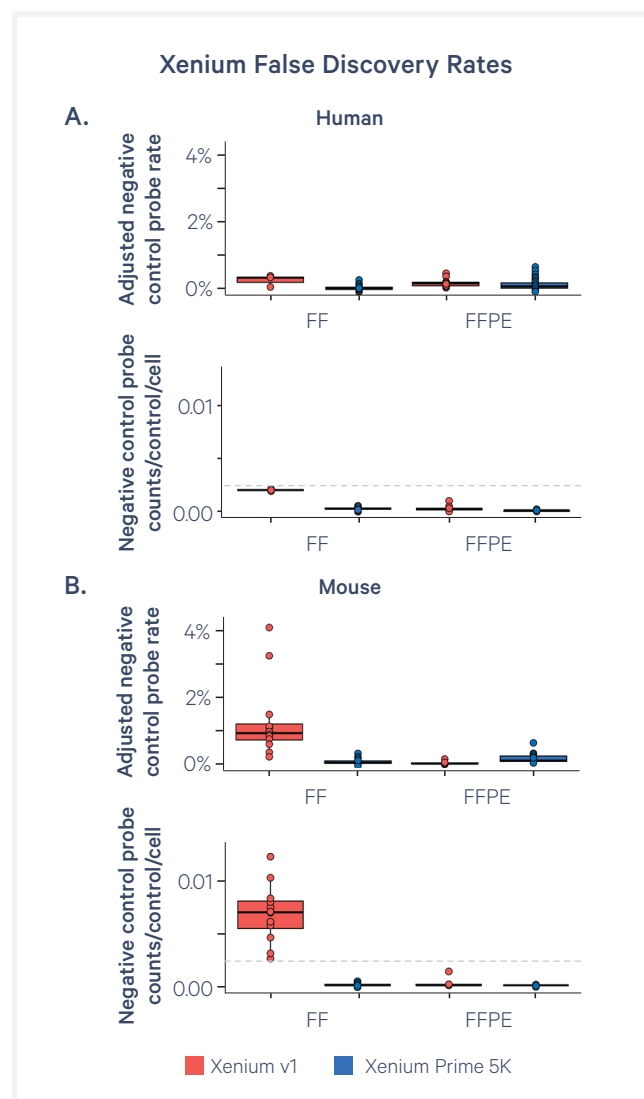 Xenium False Discovery Rates
A.
Human
Adjusted negative
control probe rate
4%
2%
0%
FF
FFPE
Negative control probe
counts/control/cell
0.01
0.00
FF
FFPE
B.
Mouse
Adjusted negative
control probe rate
4%
2%
0%
FF
FFPE
Negative control probe
counts/control/cell
0.01
0.00
FF
FFPE
Xenium v1
Xenium Prime 5K